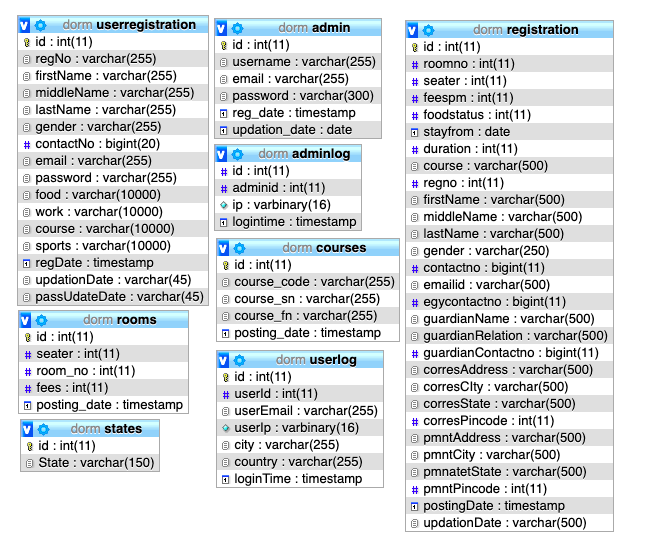 dorm userregistration
id : int(11)
regNo : varchar(255)
firstName : varchar(255)
middleName : varchar(255)
lastName : varchar(255)
gender : varchar(255)
contactNo : bigint(20)
email : varchar(255)
password : varchar(255)
food : varchar(10000)
work : varchar(10000)
course : varchar(10000)
sports : varchar(10000)
regDate : timestamp
updationDate : varchar(45)
passUdateDate : varchar(45)
dorm rooms
id : int(11)
seater : int(11)
room_no : int(11)
fees : int(11)
posting_date : timestamp
dorm states
id : int(11)
State : varchar(150)
dorm admin
id : int(11)
username : varchar(255)
email : varchar(255)
password : varchar(300)
reg_date : timestamp
updation_date : date
dorm adminlog
id : int(11)
adminid : int(11)
ip : varbinary(16)
logintime : timestamp
dorm courses
id : int(11)
course_code : varchar(255)
course_sn : varchar(255)
course_fn : varchar(255)
posting_date : timestamp
dorm userlog
id : int(11)
userId : int(11)
userEmail : varchar(255)
userIp : varbinary(16)
city : varchar(255)
country : varchar(255)
loginTime : timestamp
dorm registration
id : int(11)
roomno : int(11)
seater : int(11)
feespm : int(11)
foodstatus : int(11)
stayfrom : date
duration : int(11)
course : varchar(500)
regno : int(11)
firstName : varchar(500)
middleName : varchar(500)
lastName : varchar(500)
gender : varchar(250)
contactno : bigint(11)
emailid : varchar(500)
egycontactno : bigint(11)
guardianName : varchar(500)
guardianRelation : varchar(500)
guardianContactno : bigint(11)
corresAddress : varchar(500)
corresCIty : varchar(500)
corresState : varchar(500)
corresPincode : int(11)
pmntAddress : varchar(500)
pmntCity : varchar(500)
pmnatetState : varchar(500)
pmntPincode : int(11)
postingDate : timestamp
updationDate : varchar(500)